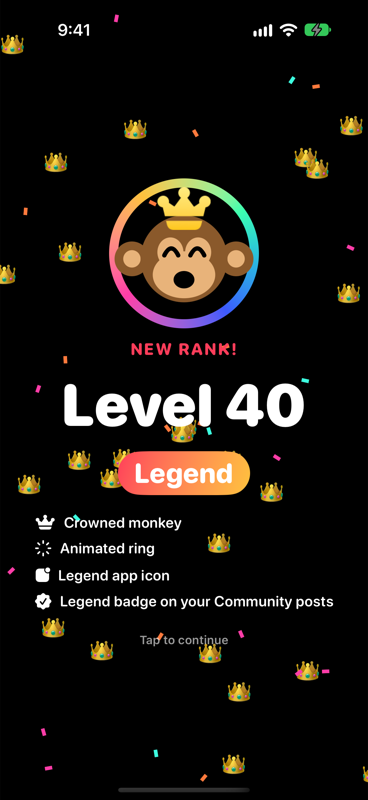 9:41
NEW RANK!
Level 40
Legend
Crowned monkey
Animated ring
Legend app icon
Legend badge on your Community posts
Tap to continue